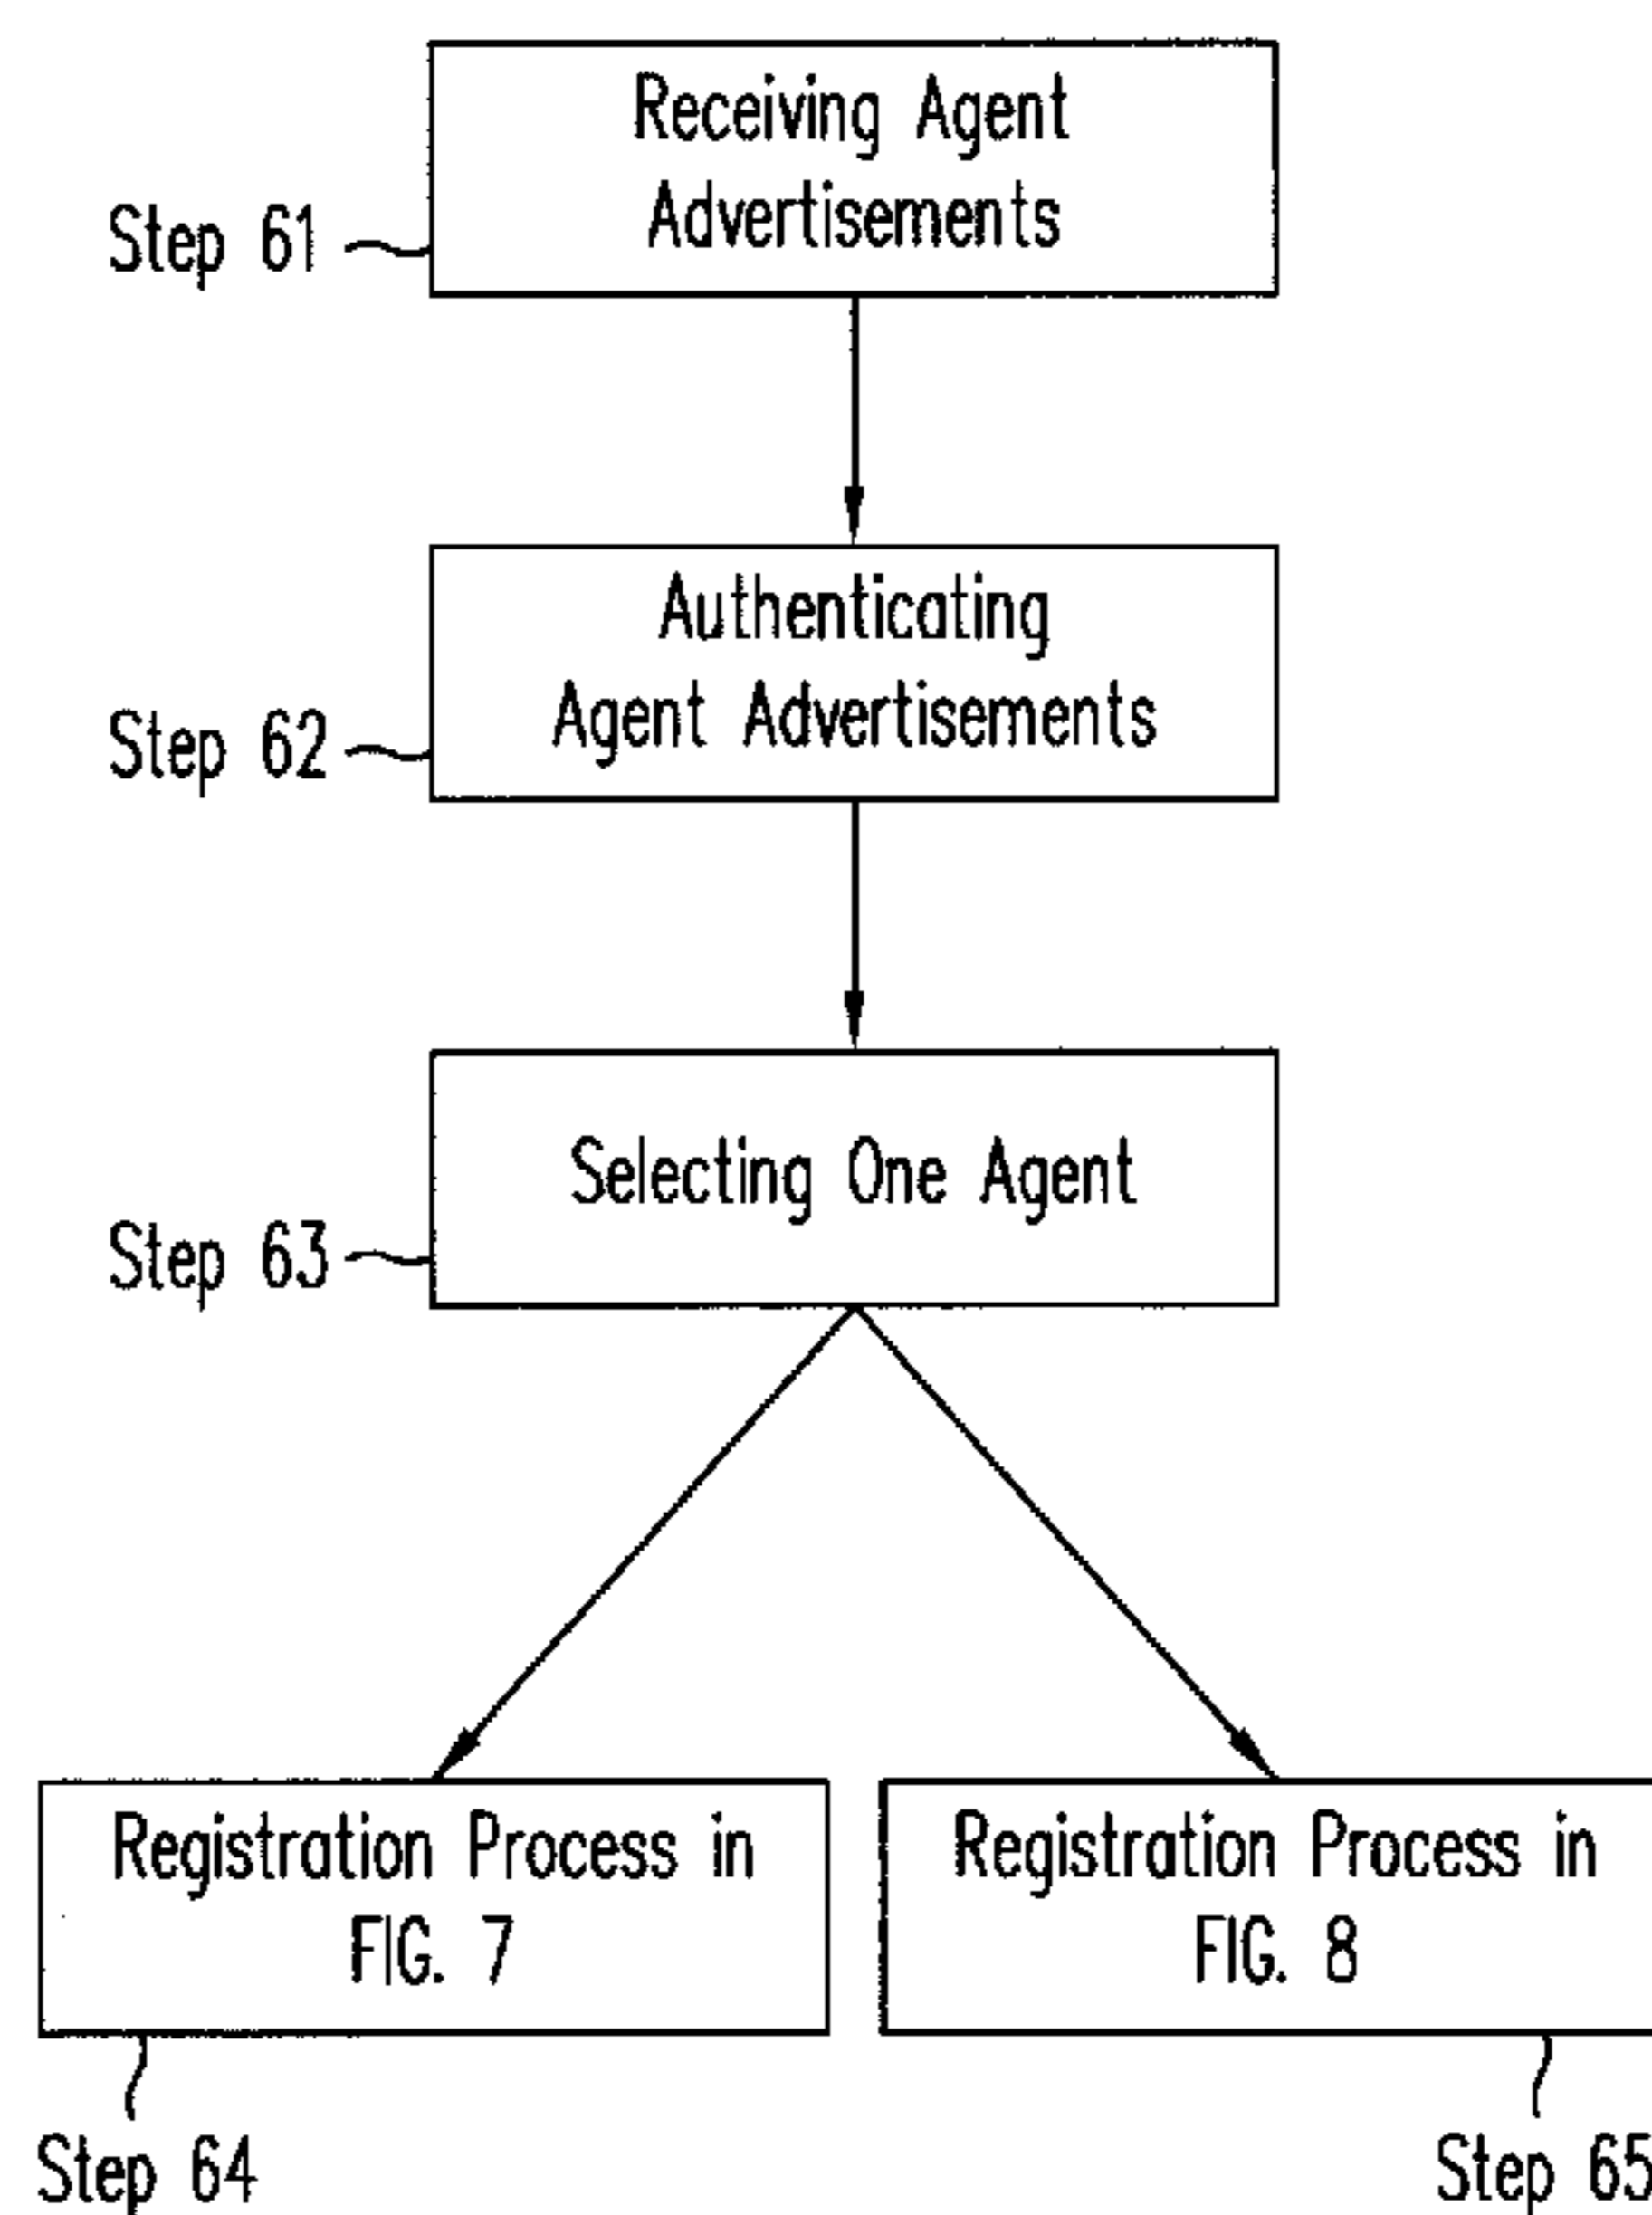 Receiving Agent
Advertisements
Step 61
Authenticating
Agent Advertisements
Step 62
Selecting One Agent
Step 63
Registration Process in
FIG. 7
Registration Process in
FIG. 8
Step 64
Step 65